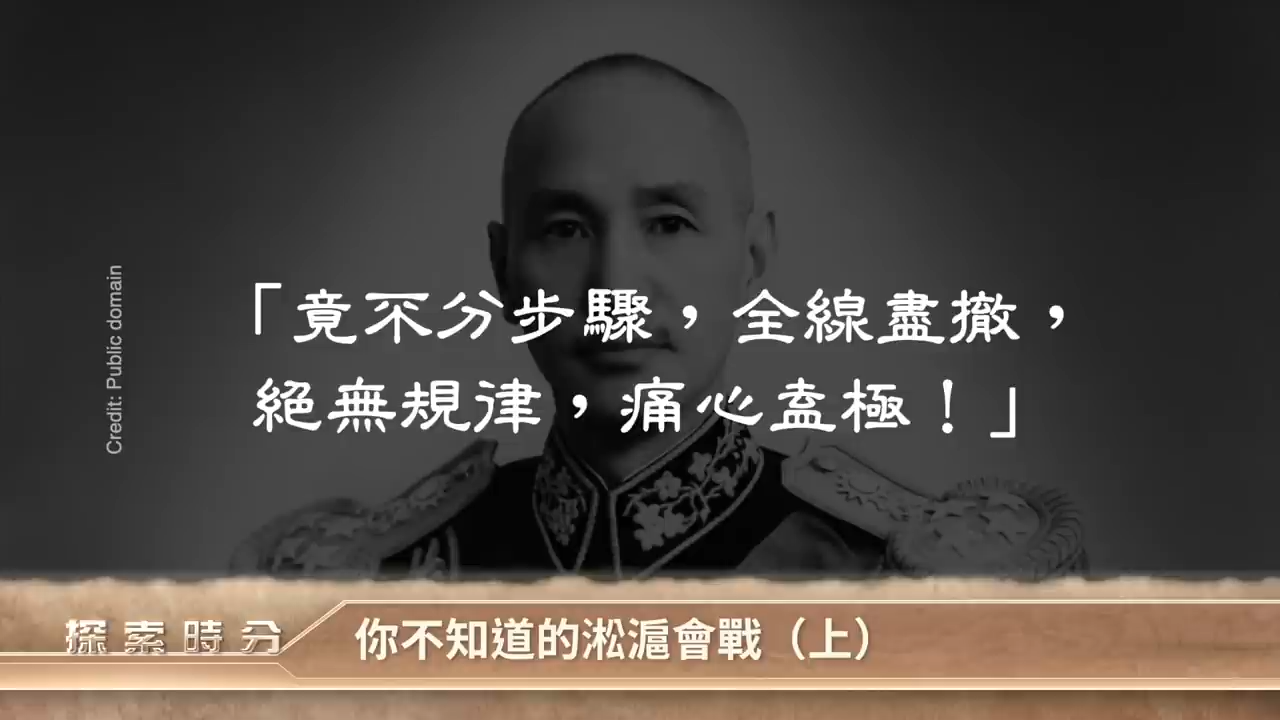 「竟不分步驟，全線盡撤，
絕無規律，痛心盍極！」
Credit: Public domain
探索時分
你不知道的淞滬會戰（上）